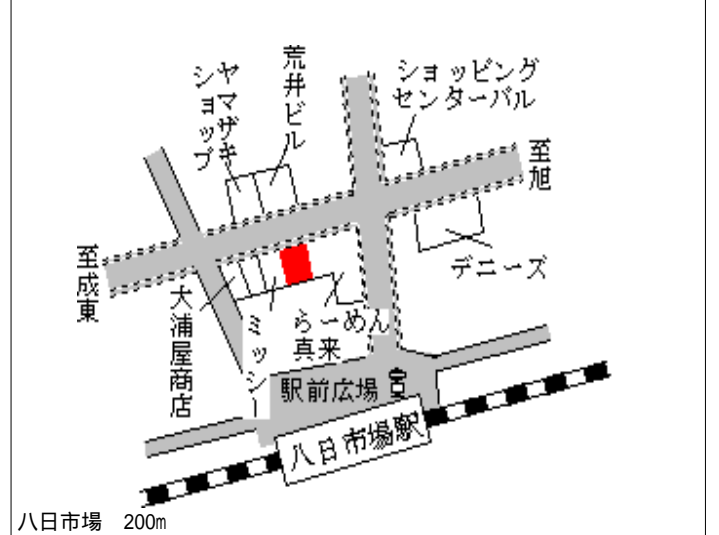 荒井ビル
ヤマザキ
ショップ
ショッピング
センターパル
至旭
至成東
デニーズ
大浦屋商店
ミッシー
らーめん
真来
駅前広場
八日市場駅
八日市場　200m